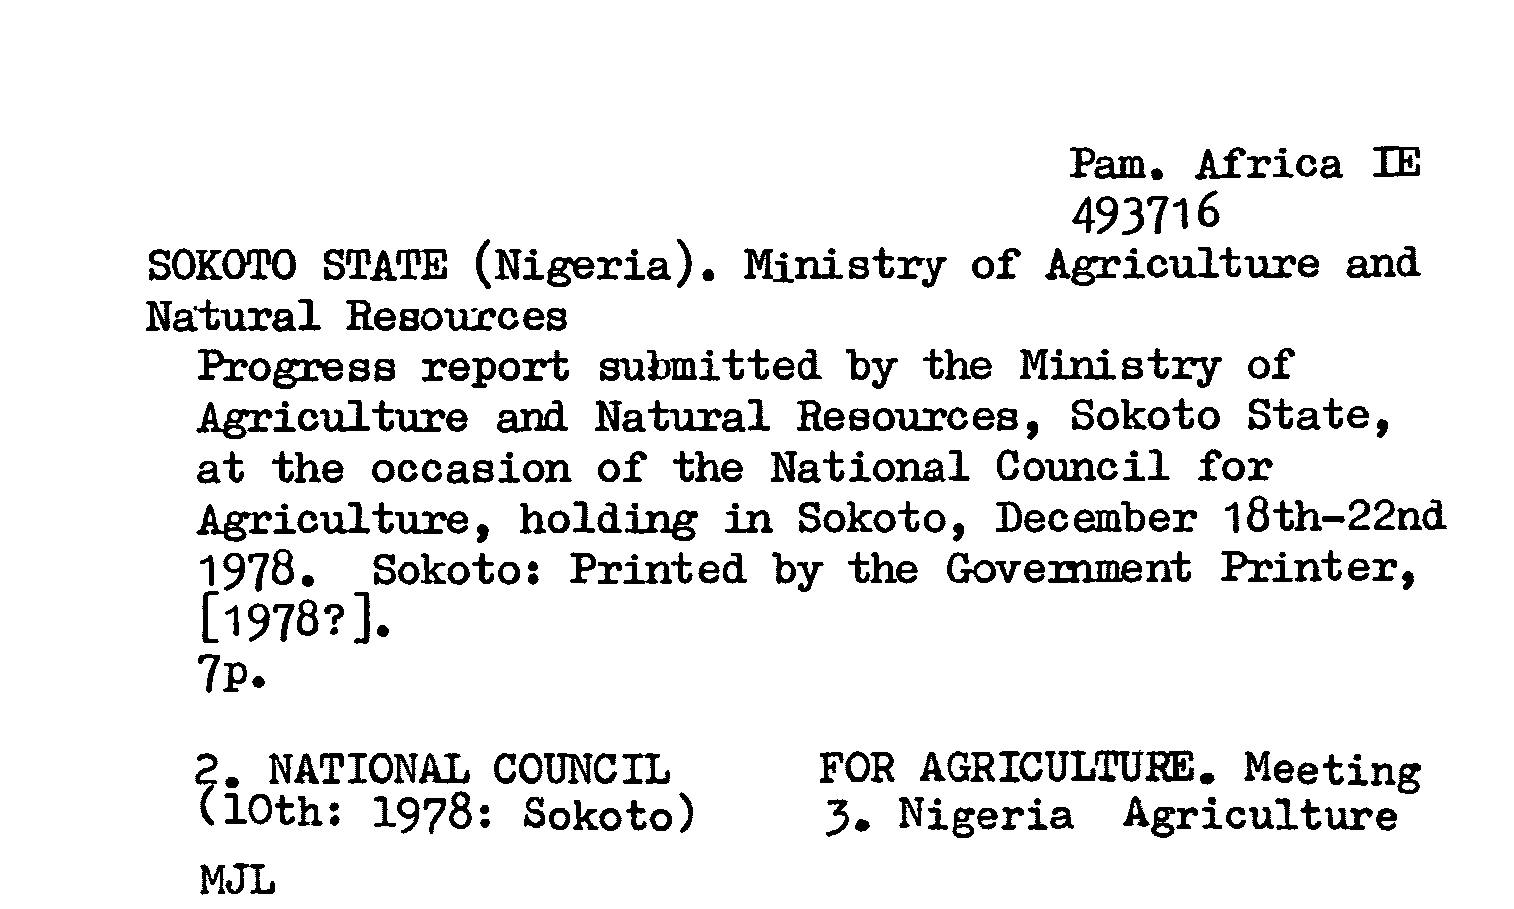 Pam. Africa IE
493716
SOKOTO STATE (Nigeria). Ministry of Agriculture and
Natural Resources
Progress report submitted by the Ministry of
Agriculture and Natural Resources, Sokoto State,
at the occasion of the National Council for
Agriculture, holding in Sokoto, December 18th-22nd
1978. Sokoto: Printed by the Government Printer,
[1978?].
7p.
2. NATIONAL COUNCIL FOR AGRICULTURE. Meeting
(10th: 1978: Sokoto) 3. Nigeria Agriculture
MJL